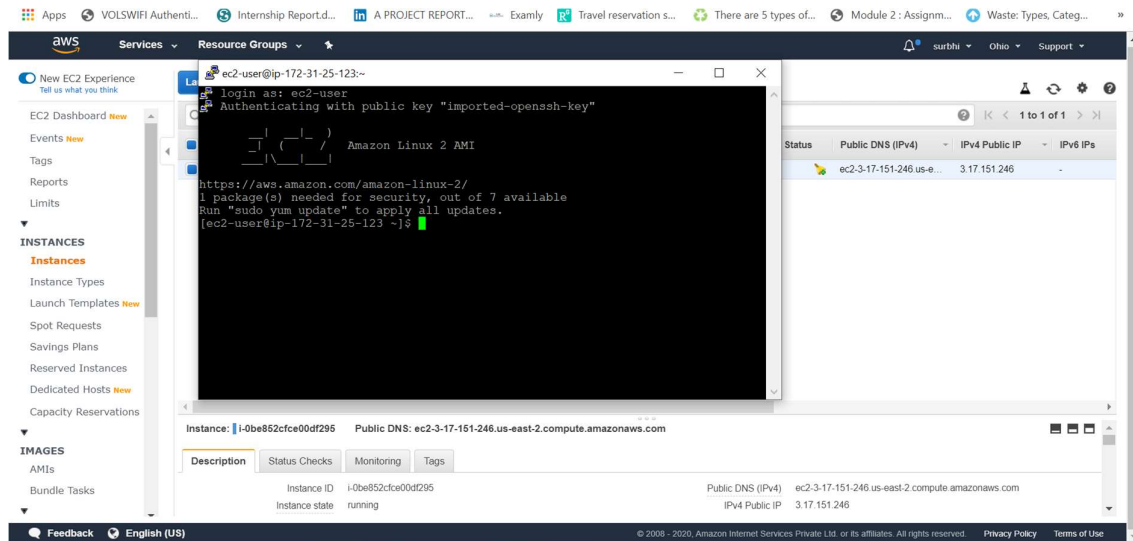 Apps VOLSWIFI Authenti... Internship Report.d... A PROJECT REPORT... Examly Travel reservation s... There are 5 types of... Module 2 : Assignm... Waste: Types, Categ... »
aws Services Resource Groups surbhi Ohio Support
New EC2 Experience
Tell us what you think
EC2 Dashboard New
Events New
Tags
Reports
Limits
INSTANCES
Instances
Instance Types
Launch Templates New
Spot Requests
Savings Plans
Reserved Instances
Dedicated Hosts New
Capacity Reservations
IMAGES
AMIs
Bundle Tasks
La
ec2-user@ip-172-31-25-123:~
login as: ec2-user
Authenticating with public key "imported-openssh-key"
__| __|_ )
_| ( / Amazon Linux 2 AMI
___|\___|___|
https://aws.amazon.com/amazon-linux-2/
1 package(s) needed for security, out of 7 available
Run "sudo yum update" to apply all updates.
[ec2-user@ip-172-31-25-123 ~]$
1 to 1 of 1
Status Public DNS (IPv4) IPv4 Public IP IPv6 IPs
ec2-3-17-151-246.us-e... 3.17.151.246 -
Instance: i-0be852cfce00df295 Public DNS: ec2-3-17-151-246.us-east-2.compute.amazonaws.com
Description Status Checks Monitoring Tags
Instance ID i-0be852cfce00df295 Public DNS (IPv4) ec2-3-17-151-246.us-east-2.compute.amazonaws.com
Instance state running IPv4 Public IP 3.17.151.246
Feedback English (US) © 2008 - 2020, Amazon Internet Services Private Ltd. or its affiliates. All rights reserved. Privacy Policy Terms of Use